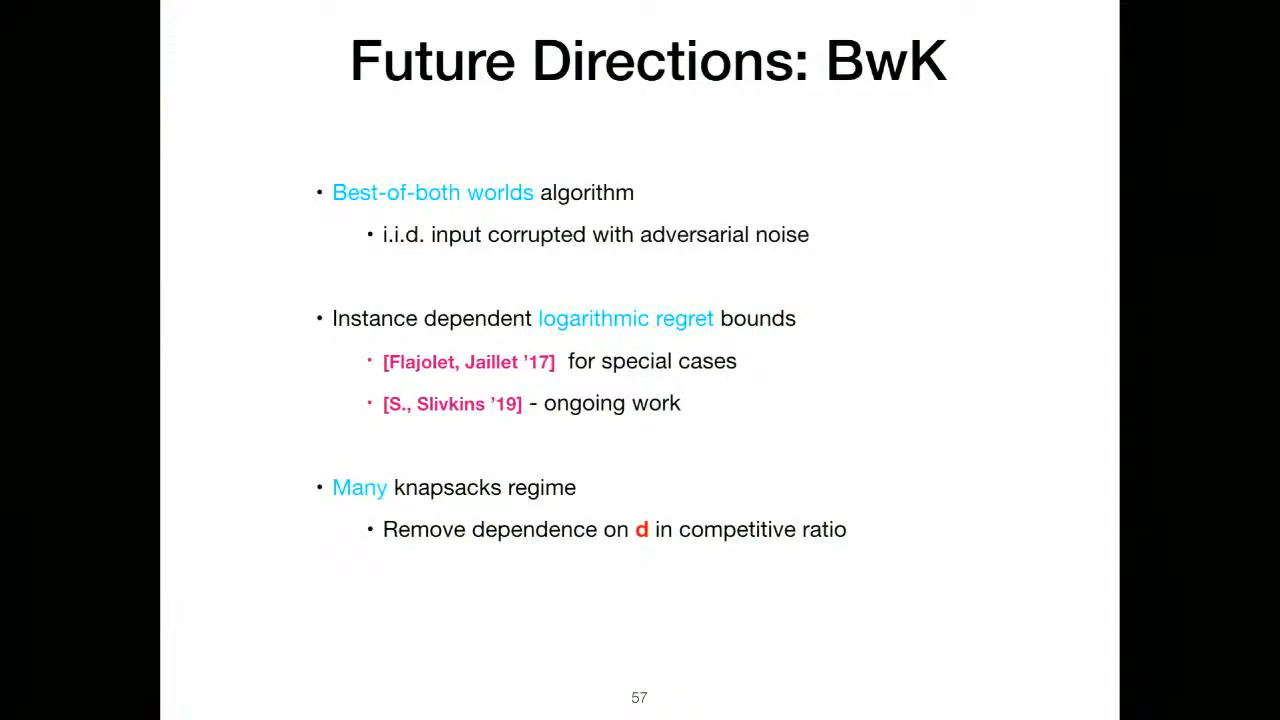 Future Directions: BwK
• Best-of-both worlds algorithm
• i.i.d. input corrupted with adversarial noise
• Instance dependent logarithmic regret bounds
• [Flajolet, Jaillet ’17] for special cases
• [S., Slivkins ’19] - ongoing work
• Many knapsacks regime
• Remove dependence on d in competitive ratio
57